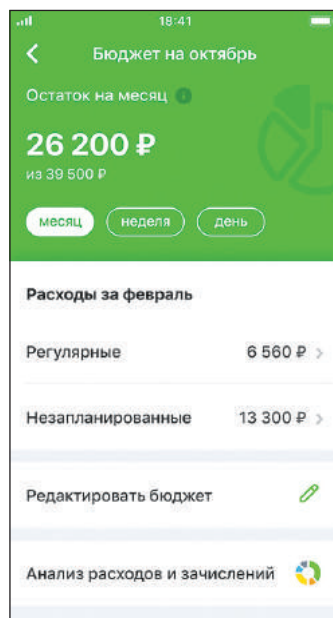 18:41
Бюджет на октябрь
Остаток на месяц
26 200 ₽
из 39 500 ₽
месяц неделя день
Расходы за февраль
Регулярные 6 560 ₽
Незапланированные 13 300 ₽
Редактировать бюджет
Анализ расходов и зачислений